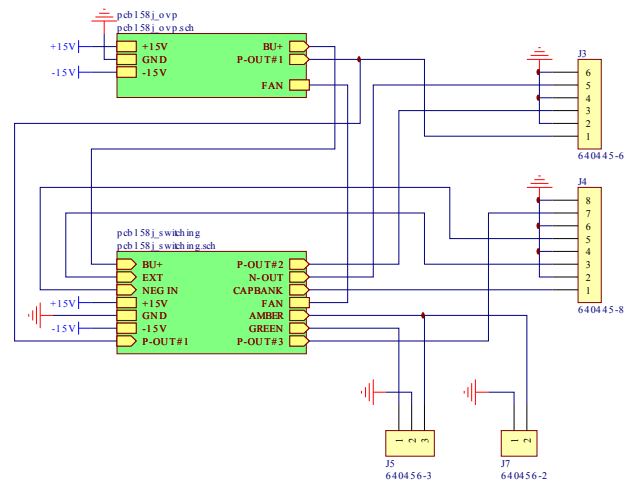 pcb158j_ovp
pcb158j_ovp.sch
+15V
+15V
GND
-15V
-15V
BU+
P-OUT#1
FAN
J3
6
5
4
3
2
1
640445-6
J4
8
7
6
5
4
3
2
1
640445-8
pcb158j_switching
pcb158j_switching.sch
BU+
EXT
NEG IN
+15V
+15V
GND
-15V
-15V
P-OUT#1
P-OUT#2
N-OUT
CAPBANK
FAN
AMBER
GREEN
P-OUT#3
1 2 3
J5
640456-3
1 2
J7
640456-2